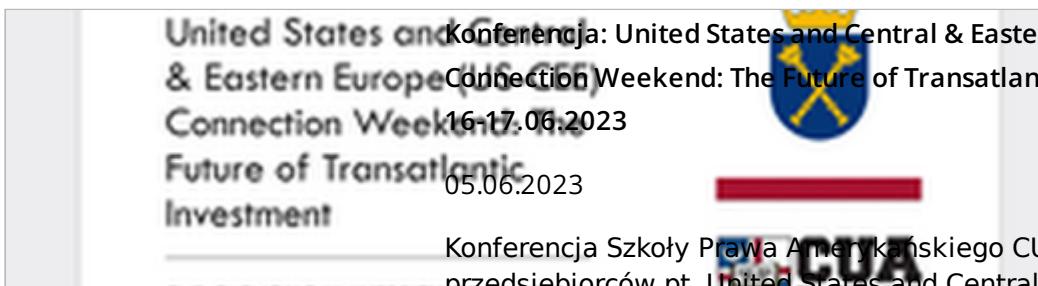 United States and Central
& Eastern Europe (US-CEE)
Connection Weekend: The
Future of Transatlantic
Investment
Konferencja: United States and Central & Easte
Connection Weekend: The Future of Transatlan
16-17.06.2023
05.06.2023
Konferencja Szkoły Prawa Amerykańskiego CU
przedsiębiorców pt. United States and Central
CUA